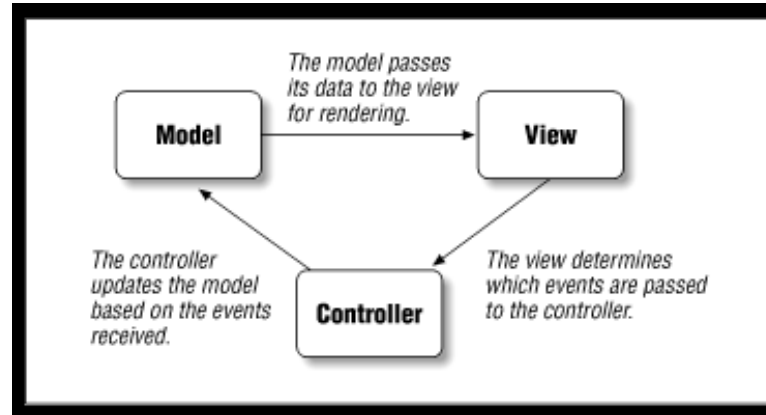 The model passes
its data to the view
for rendering.
Model
View
The controller
updates the model
based on the events
received.
Controller
The view determines
which events are passed
to the controller.